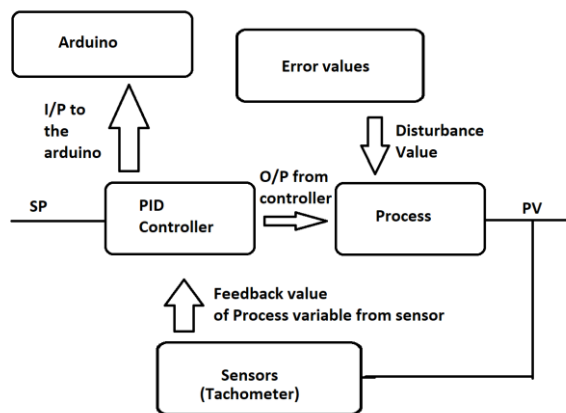 Arduino
Error values
I/P to
the
arduino
Disturbance
Value
O/P from
controller
SP
PID
Controller
Process
PV
Feedback value
of Process variable from sensor
Sensors
(Tachometer)